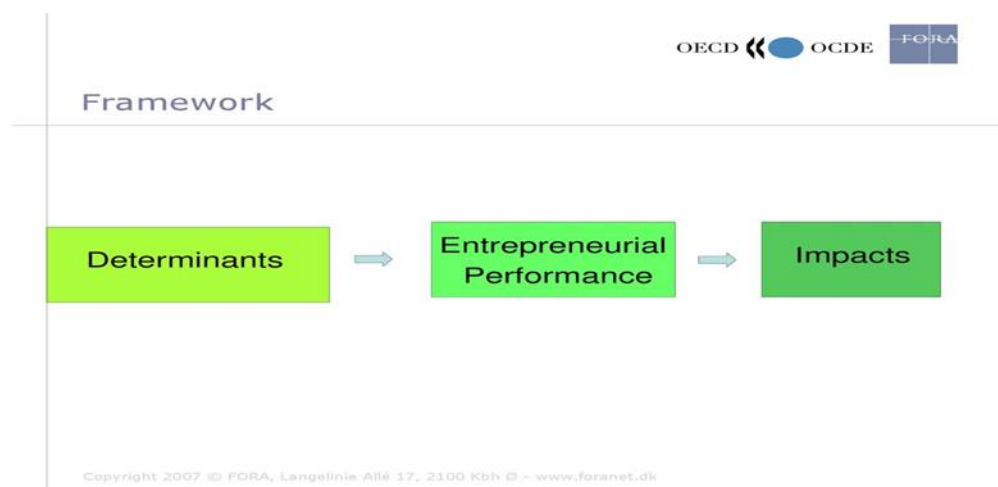 OECD OCDE FORA
Framework
Determinants
Entrepreneurial
Performance
Impacts
Copyright 2007 © FORA, Langelinie Allé 17, 2100 Kbh Ø - www.foranet.dk